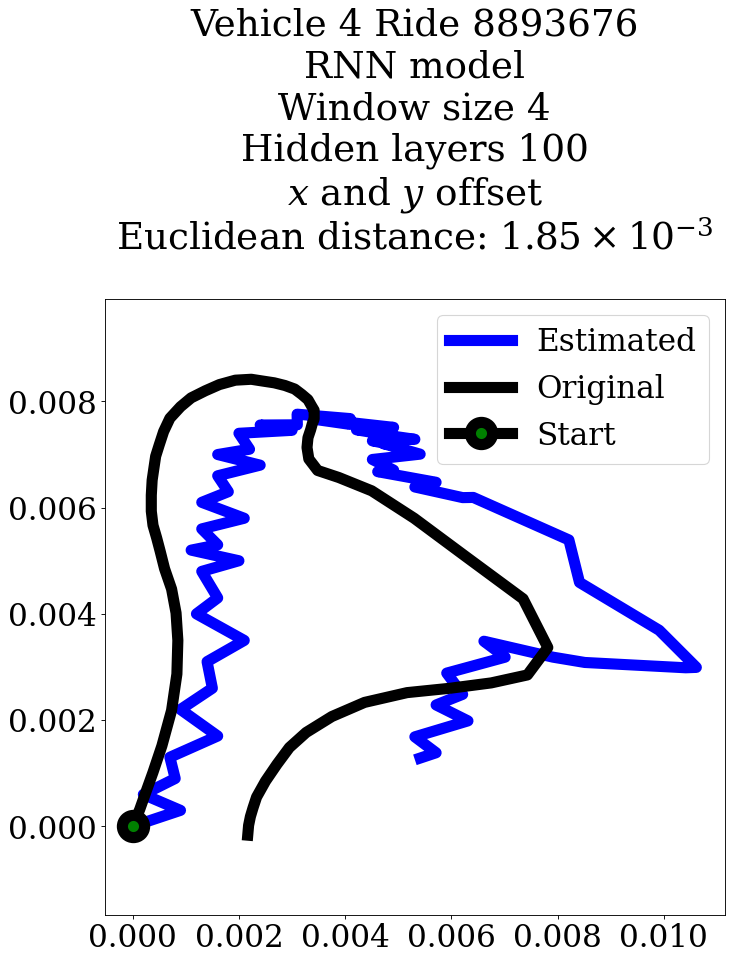 Vehicle 4 Ride 8893676
RNN model
Window size 4
Hidden layers 100
x and y offset
Euclidean distance: 1.85 × 10⁻³
Estimated
Original
Start
0.008
0.006
0.004
0.002
0.000
0.000 0.002 0.004 0.006 0.008 0.010